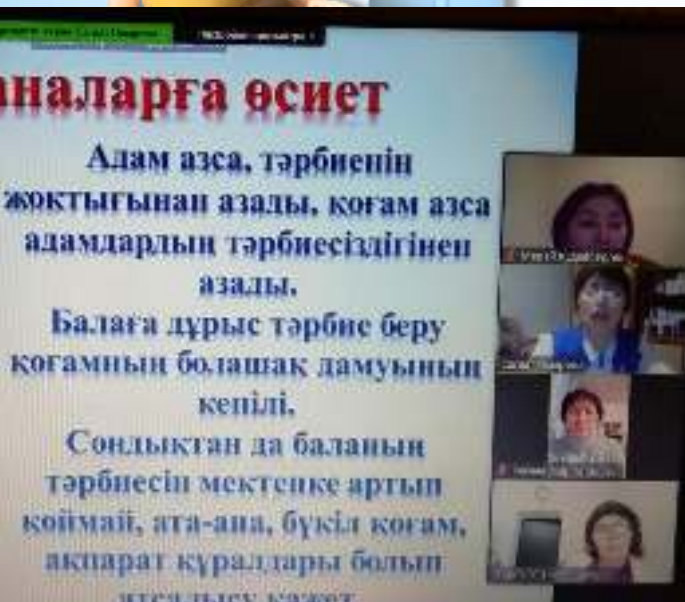 өсиет
Адам азса, тәрбиенің
жоқтығынан азады, қоғам азса
адамдардың тәрбиесіздігінен
азады.
Балаға дұрыс тәрбие беру
қоғамның болашақ дамуының
кепілі.
Сондықтан да баланың
тәрбиесін мектепке артып
қоймай, ата-ана, бүкіл қоғам,
ақпарат құралдары болып
қажет